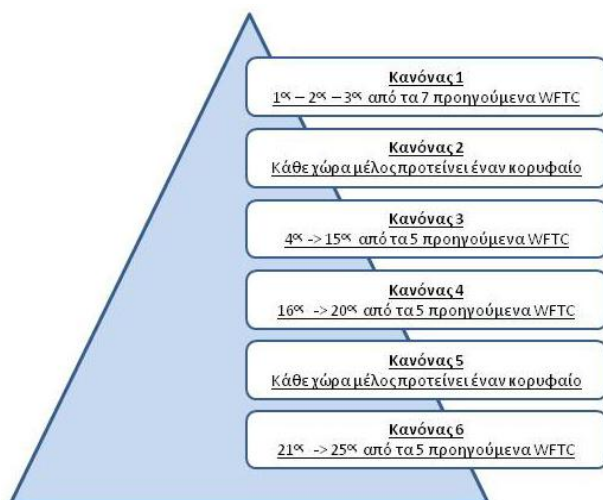 Κανόνας 1
1ος – 2ος – 3ος από τα 7 προηγούμενα WFTC
Κανόνας 2
Κάθε χώρα μέλος προτείνει έναν κορυφαίο
Κανόνας 3
4ος -> 15ος από τα 5 προηγούμενα WFTC
Κανόνας 4
16ος -> 20ος από τα 5 προηγούμενα WFTC
Κανόνας 5
Κάθε χώρα μέλος προτείνει έναν κορυφαίο
Κανόνας 6
21ος -> 25ος από τα 5 προηγούμενα WFTC